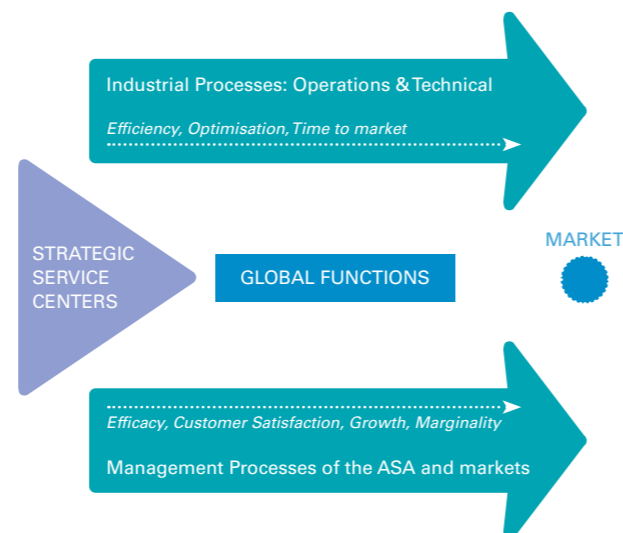 Industrial Processes: Operations & Technical
Efficiency, Optimisation, Time to market
STRATEGIC
SERVICE
CENTERS
GLOBAL FUNCTIONS
MARKET
Efficacy, Customer Satisfaction, Growth, Marginality
Management Processes of the ASA and markets